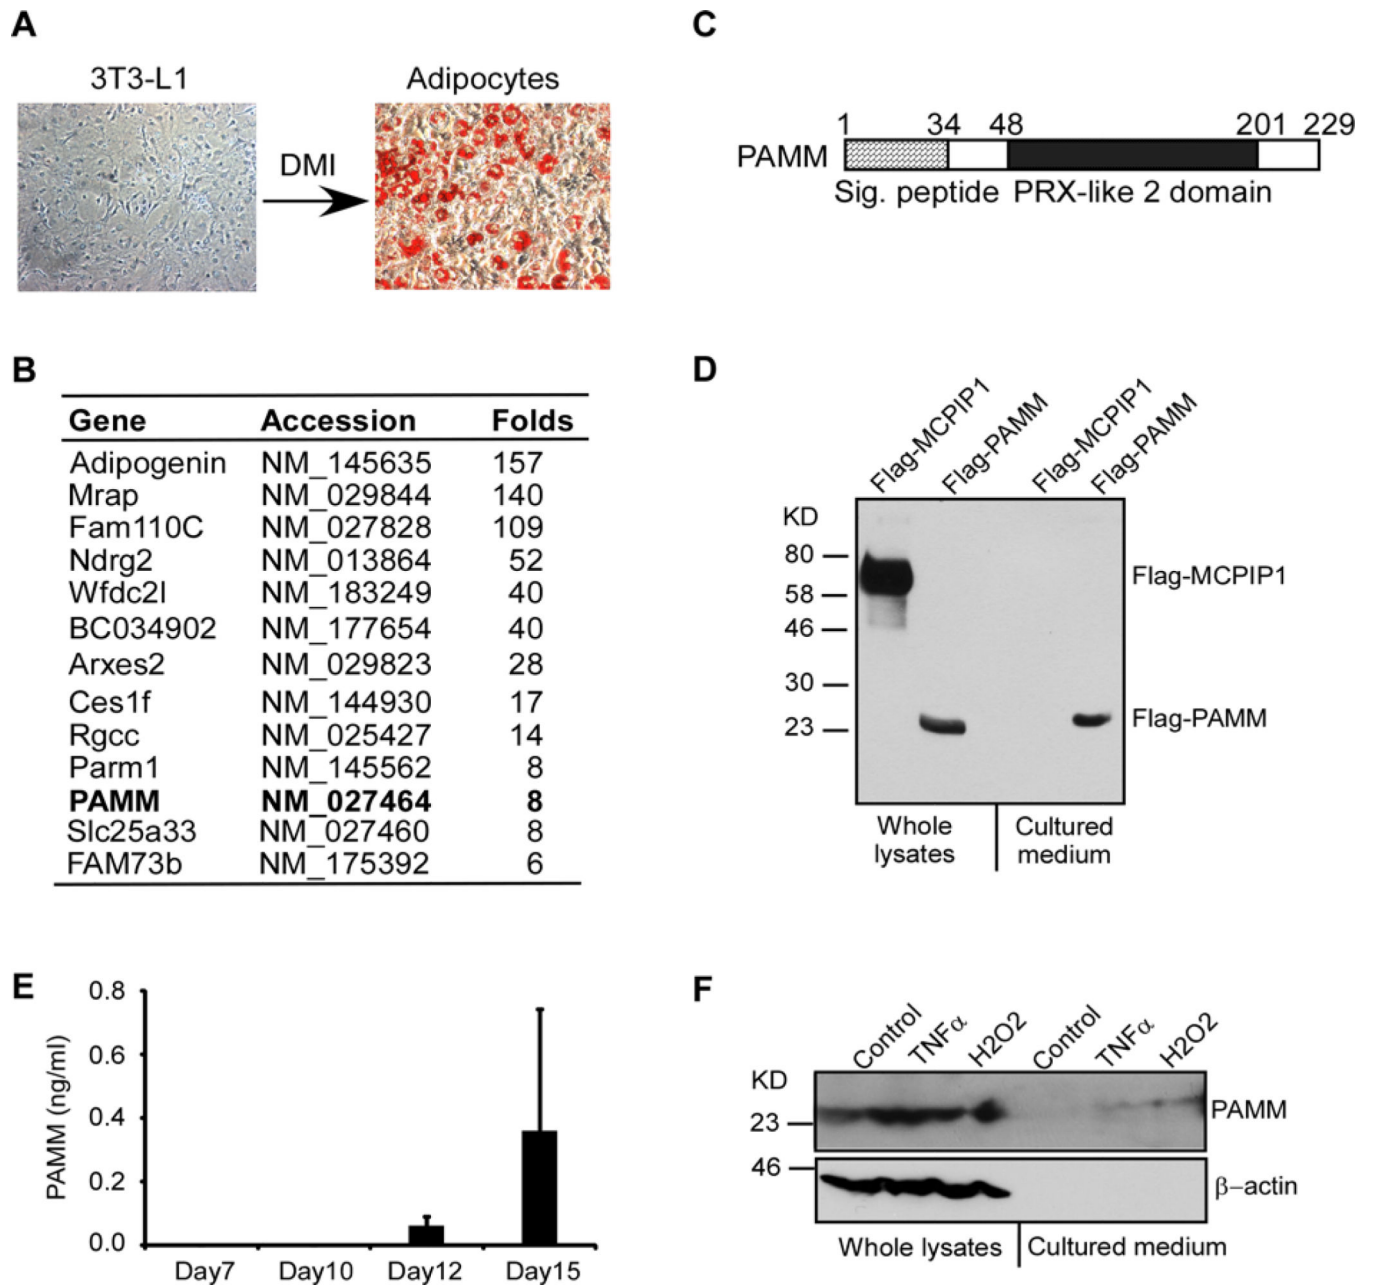 A
3T3-L1
Adipocytes
DMI
B
Gene Accession Folds
Adipogenin NM_145635 157
Mrap NM_029844 140
Fam110C NM_027828 109
Ndrg2 NM_013864 52
Wfdc2l NM_183249 40
BC034902 NM_177654 40
Arxes2 NM_029823 28
Ces1f NM_144930 17
Rgcc NM_025427 14
Parm1 NM_145562 8
PAMM NM_027464 8
Slc25a33 NM_027460 8
FAM73b NM_175392 6
C
1 34 48 201 229
PAMM
Sig. peptide PRX-like 2 domain
D
Flag-MCPIP1 Flag-PAMM Flag-MCPIP1 Flag-PAMM
KD
80
58
46
30
23
Flag-MCPIP1
Flag-PAMM
Whole lysates
Cultured medium
E
PAMM (ng/ml)
0.8
0.6
0.4
0.2
0.0
Day7 Day10 Day12 Day15
F
Control TNFα H2O2 Control TNFα H2O2
KD
23
PAMM
46
β–actin
Whole lysates Cultured medium